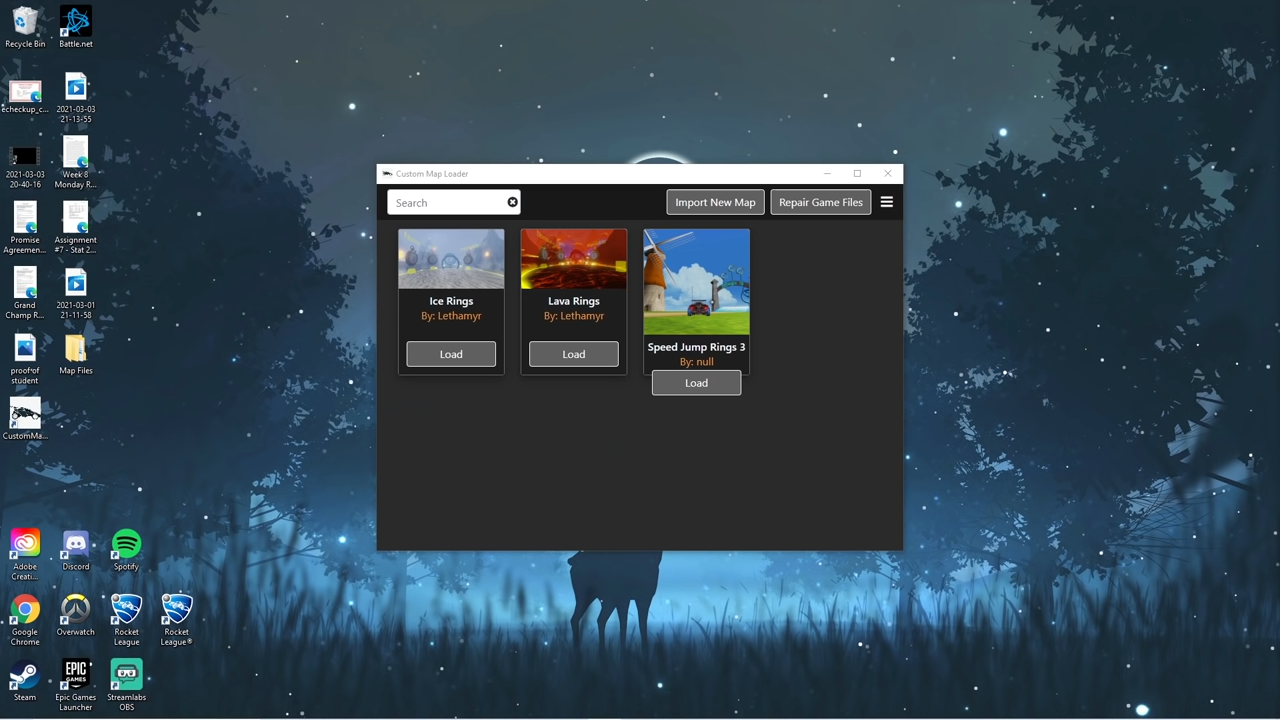 Recycle Bin
Battle.net
echeckup_c...
2021-03-03
21-13-55
2021-03-03
20-40-16
Week 8
Monday R...
Promise
Agreemen...
Assignment
#7 - Stat 2...
Grand
Champ R...
2021-03-01
21-11-58
proofof
student
Map Files
CustomMa...
Adobe
Creati...
Discord
Spotify
Google
Chrome
Overwatch
Rocket
League
Rocket
League®
Steam
EPIC
GAMES
Epic Games
Launcher
Streamlabs
OBS
Custom Map Loader
Search
Import New Map
Repair Game Files
Ice Rings
By: Lethamyr
Load
Lava Rings
By: Lethamyr
Load
Speed Jump Rings 3
By: null
Load